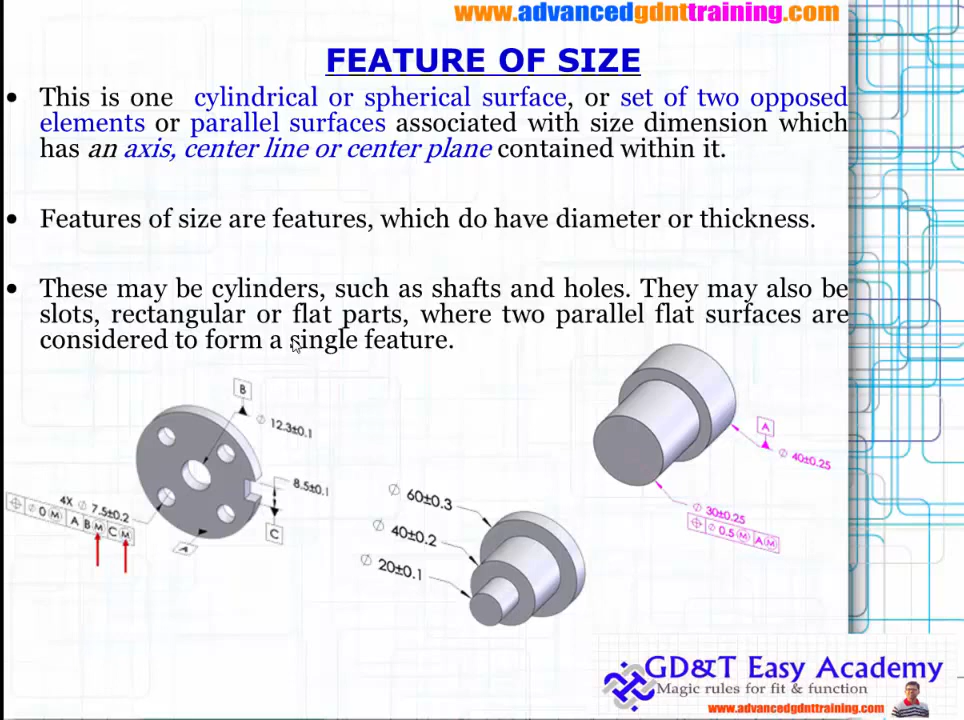 www.advancedgdnttraining.com
FEATURE OF SIZE
• This is one cylindrical or spherical surface, or set of two opposed
elements or parallel surfaces associated with size dimension which
has an axis, center line or center plane contained within it.
• Features of size are features, which do have diameter or thickness.
• These may be cylinders, such as shafts and holes. They may also be
slots, rectangular or flat parts, where two parallel flat surfaces are
considered to form a single feature.
B
∅ 12.3±0.1
8.5±0.1
4X ∅ 7.5±0.2
⌖ ∅ 0 Ⓜ A B Ⓜ C Ⓜ
C
A
∅ 60±0.3
∅ 40±0.2
∅ 20±0.1
A
∅ 40±0.25
∅ 30±0.25
⌖ ∅ 0.5 Ⓜ A Ⓜ
GD&T Easy Academy
Magic rules for fit & function
www.advancedgdnttraining.com